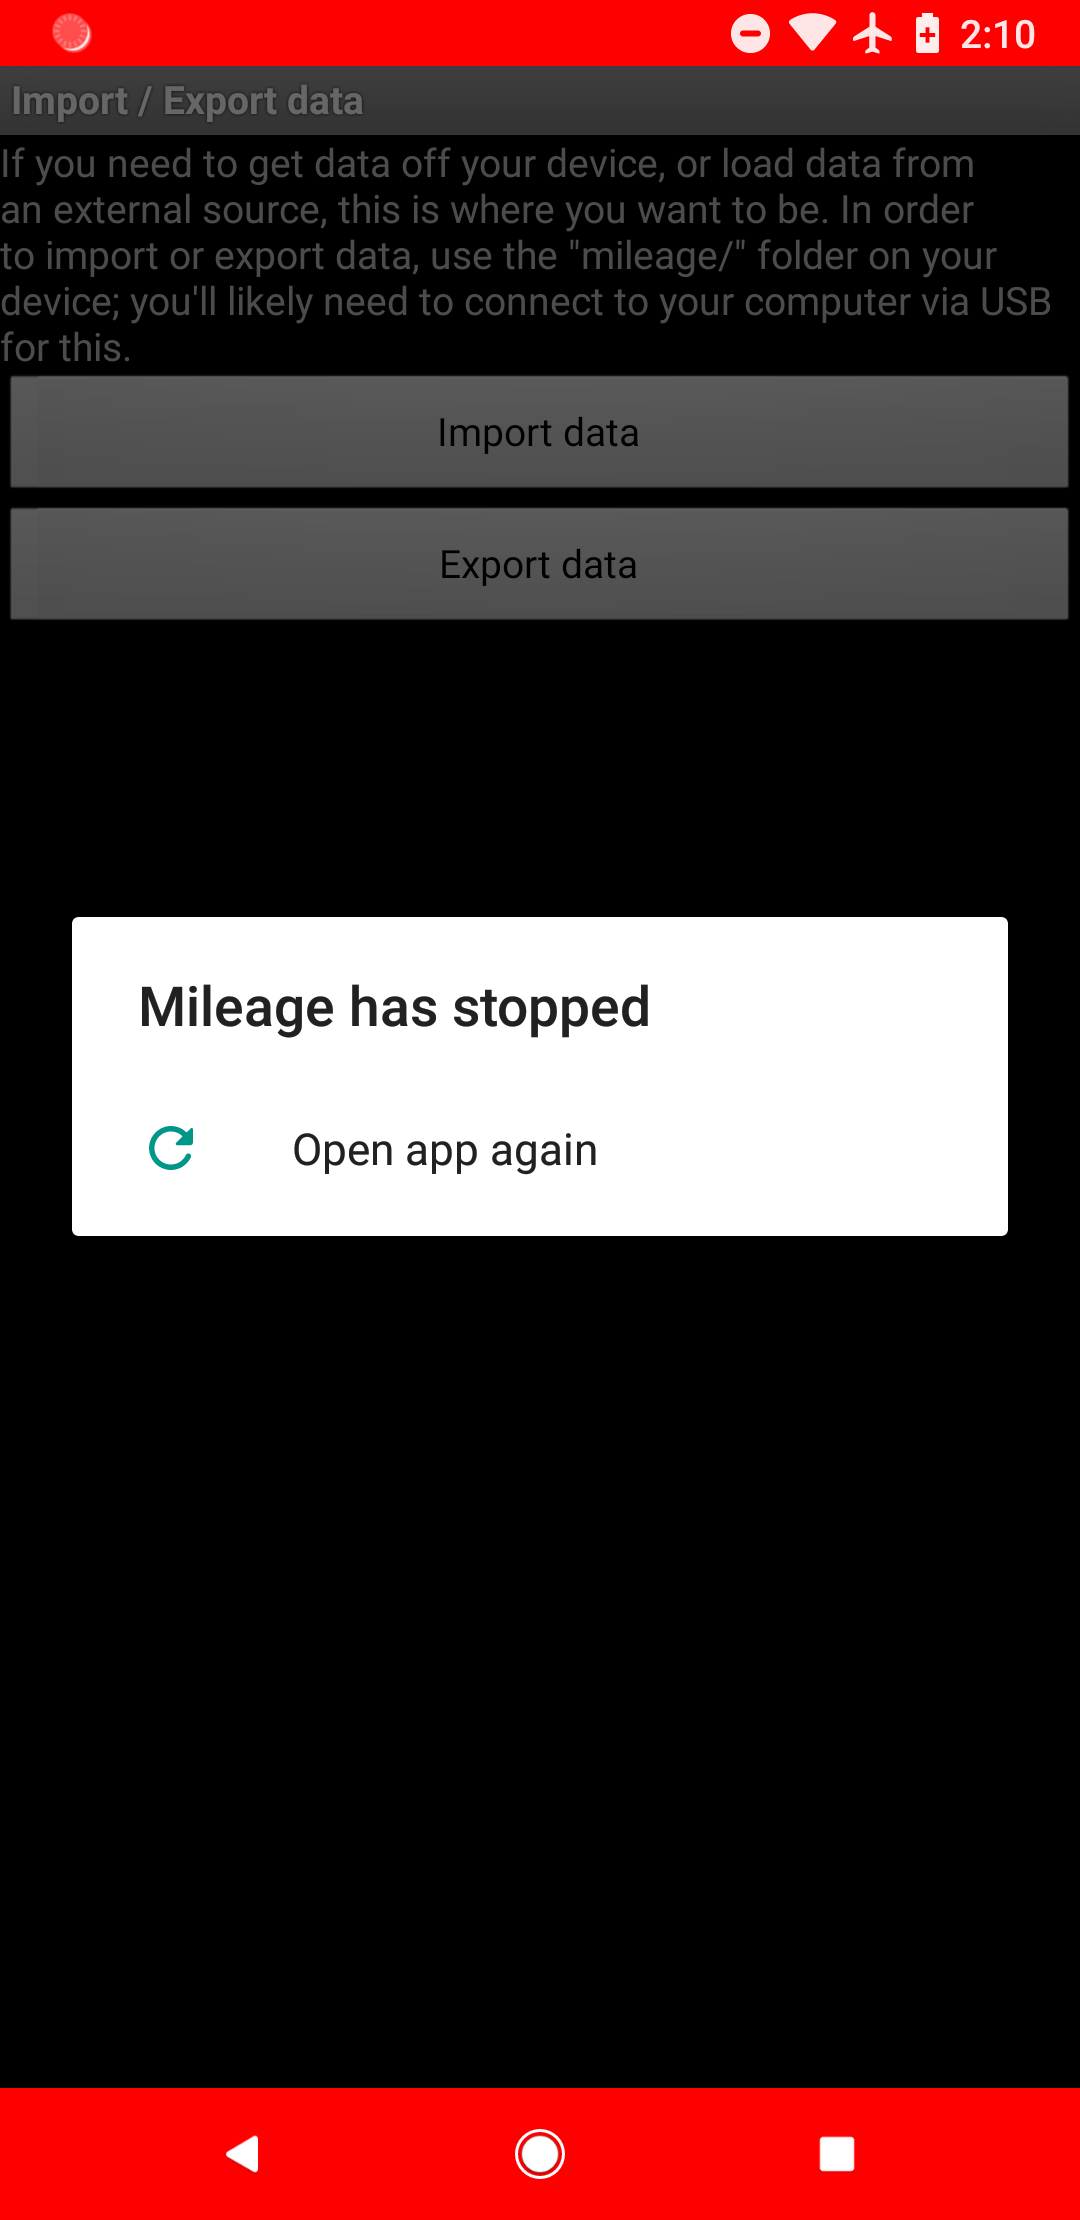 2:10
Import / Export data
If you need to get data off your device, or load data from
an external source, this is where you want to be. In order
to import or export data, use the "mileage/" folder on your
device; you'll likely need to connect to your computer via USB
for this.
Import data
Export data
Mileage has stopped
Open app again